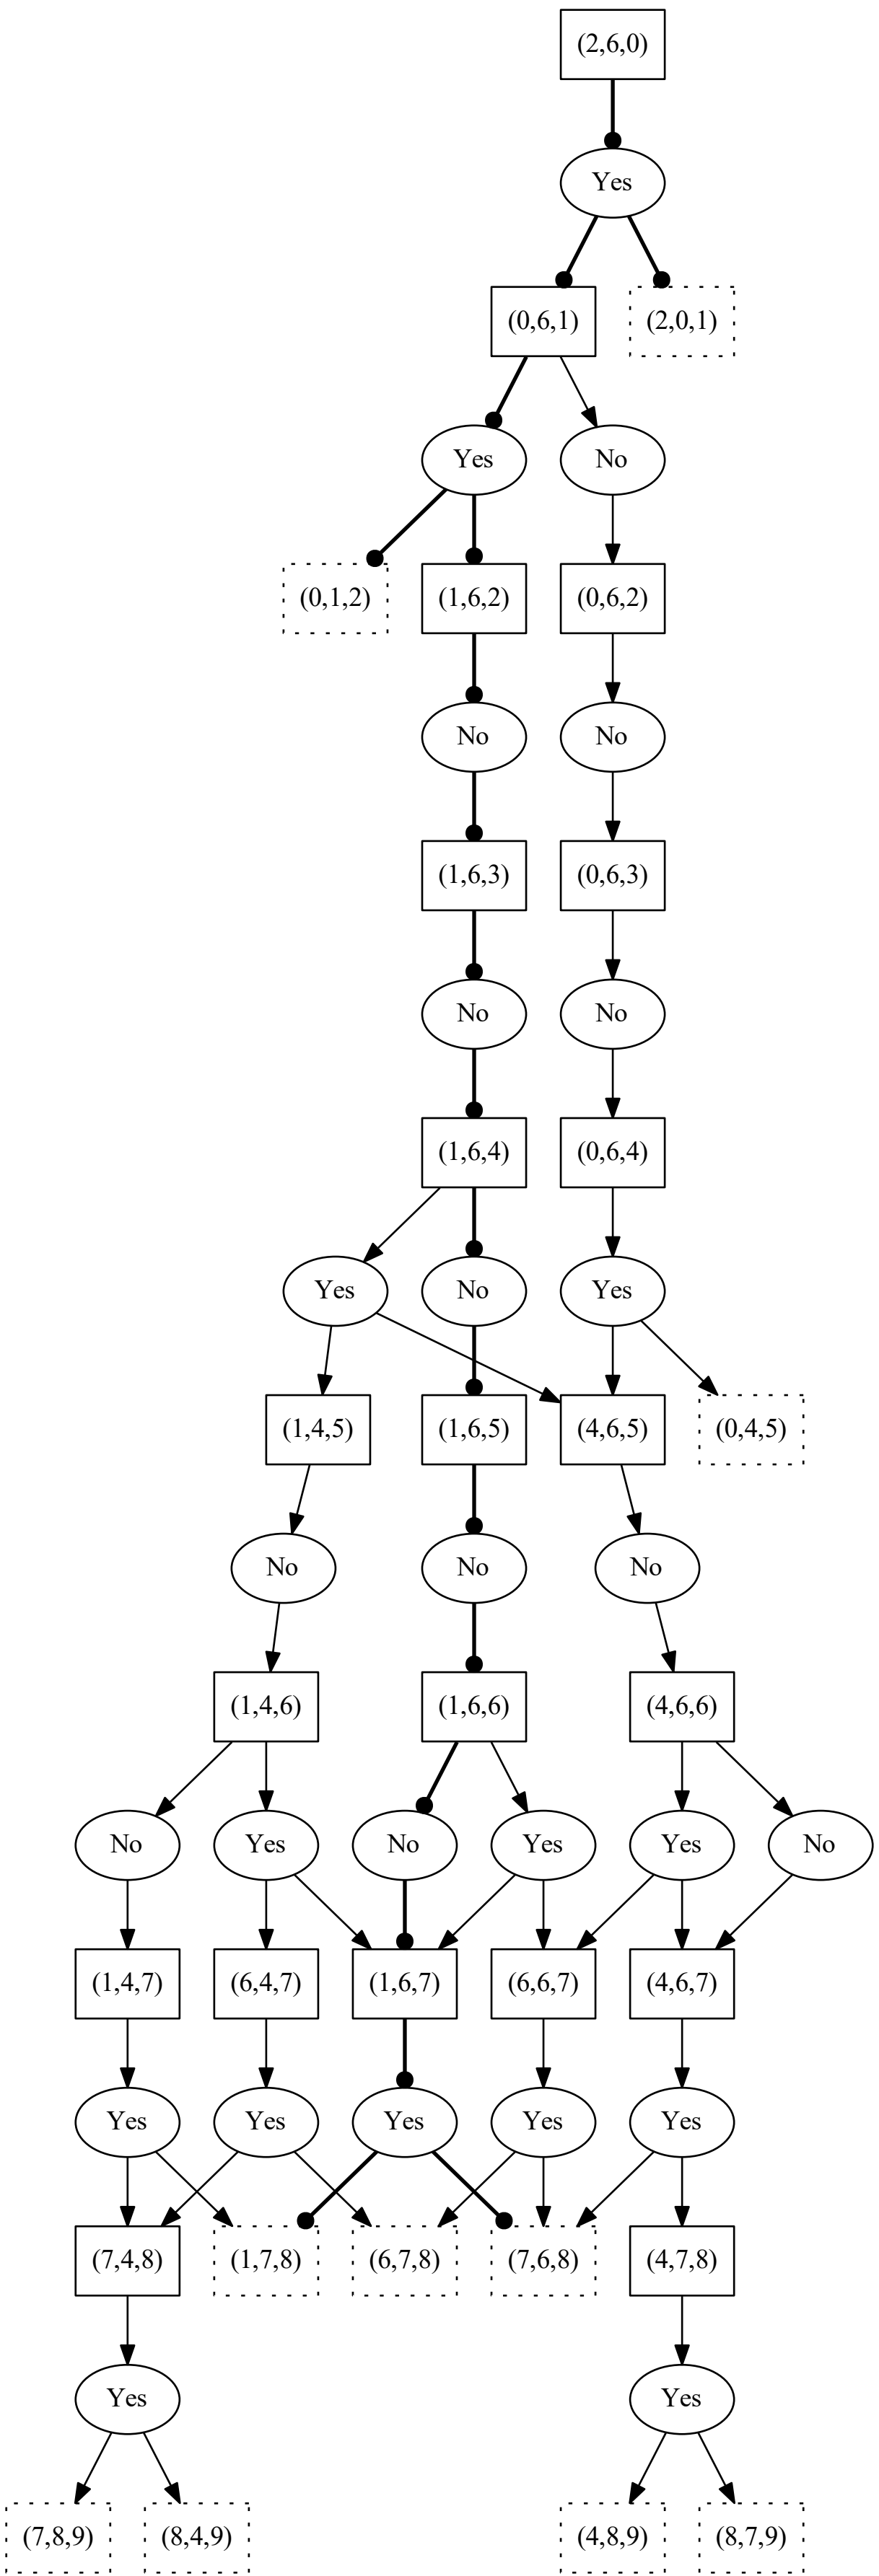 (2,6,0)
Yes
(0,6,1)
(2,0,1)
Yes
No
(0,1,2)
(1,6,2)
(0,6,2)
No
No
(1,6,3)
(0,6,3)
No
No
(1,6,4)
(0,6,4)
Yes
No
Yes
(1,4,5)
(1,6,5)
(4,6,5)
(0,4,5)
No
No
No
(1,4,6)
(1,6,6)
(4,6,6)
No
Yes
No
Yes
Yes
No
(1,4,7)
(6,4,7)
(1,6,7)
(6,6,7)
(4,6,7)
Yes
Yes
Yes
Yes
Yes
(7,4,8)
(1,7,8)
(6,7,8)
(7,6,8)
(4,7,8)
Yes
Yes
(7,8,9)
(8,4,9)
(4,8,9)
(8,7,9)